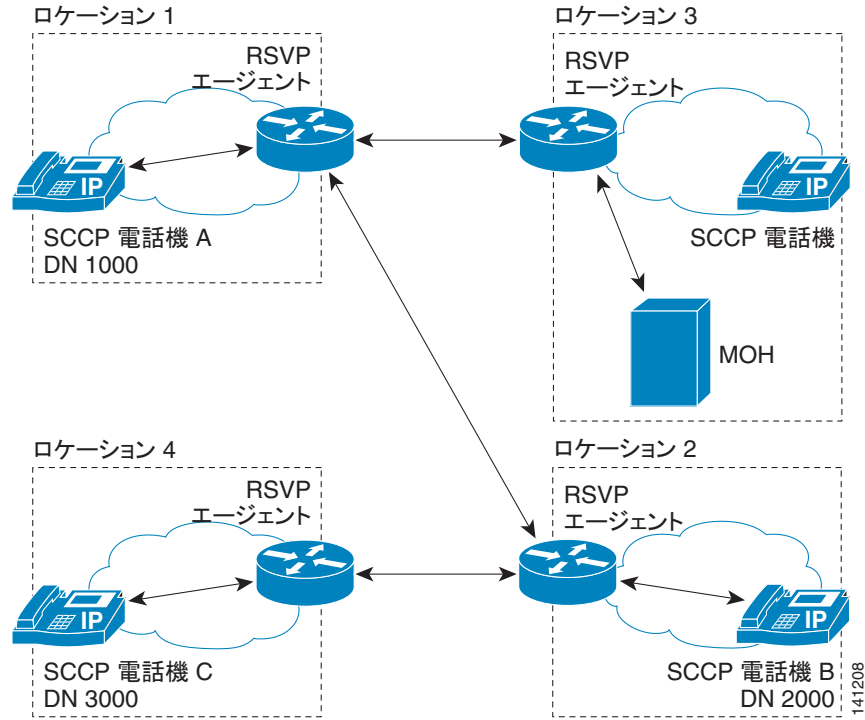 ロケーション 1
RSVP
エージェント
IP
SCCP 電話機 A
DN 1000
ロケーション 3
RSVP
エージェント
IP
SCCP 電話機
MOH
ロケーション 4
RSVP
エージェント
IP
SCCP 電話機 C
DN 3000
ロケーション 2
RSVP
エージェント
IP
SCCP 電話機 B
DN 2000
141208